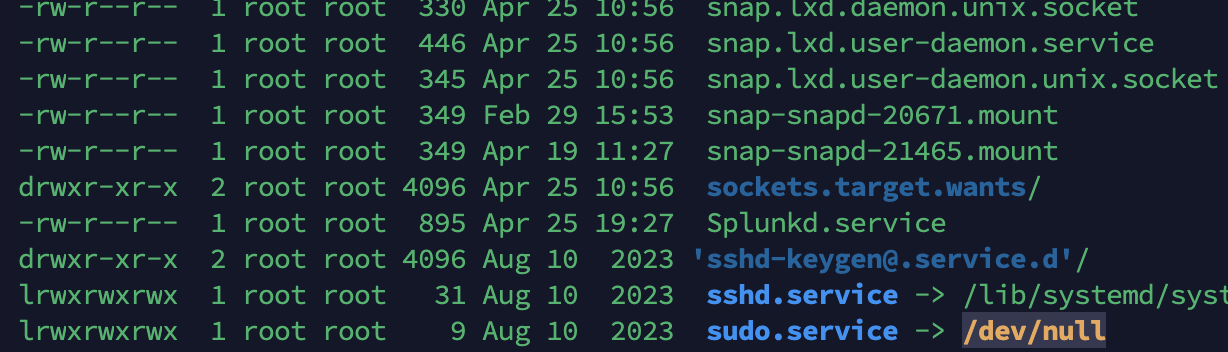 -rw-r--r--  1 root root  330 Apr 25 10:56  snap.lxd.daemon.unix.socket
-rw-r--r--  1 root root  446 Apr 25 10:56  snap.lxd.user-daemon.service
-rw-r--r--  1 root root  345 Apr 25 10:56  snap.lxd.user-daemon.unix.socket
-rw-r--r--  1 root root  349 Feb 29 15:53  snap-snapd-20671.mount
-rw-r--r--  1 root root  349 Apr 19 11:27  snap-snapd-21465.mount
drwxr-xr-x  2 root root 4096 Apr 25 10:56  sockets.target.wants/
-rw-r--r--  1 root root  895 Apr 25 19:27  Splunkd.service
drwxr-xr-x  2 root root 4096 Aug 10  2023 'sshd-keygen@.service.d'/
lrwxrwxrwx  1 root root   31 Aug 10  2023  sshd.service -> /lib/systemd/syst
lrwxrwxrwx  1 root root    9 Aug 10  2023  sudo.service -> /dev/null